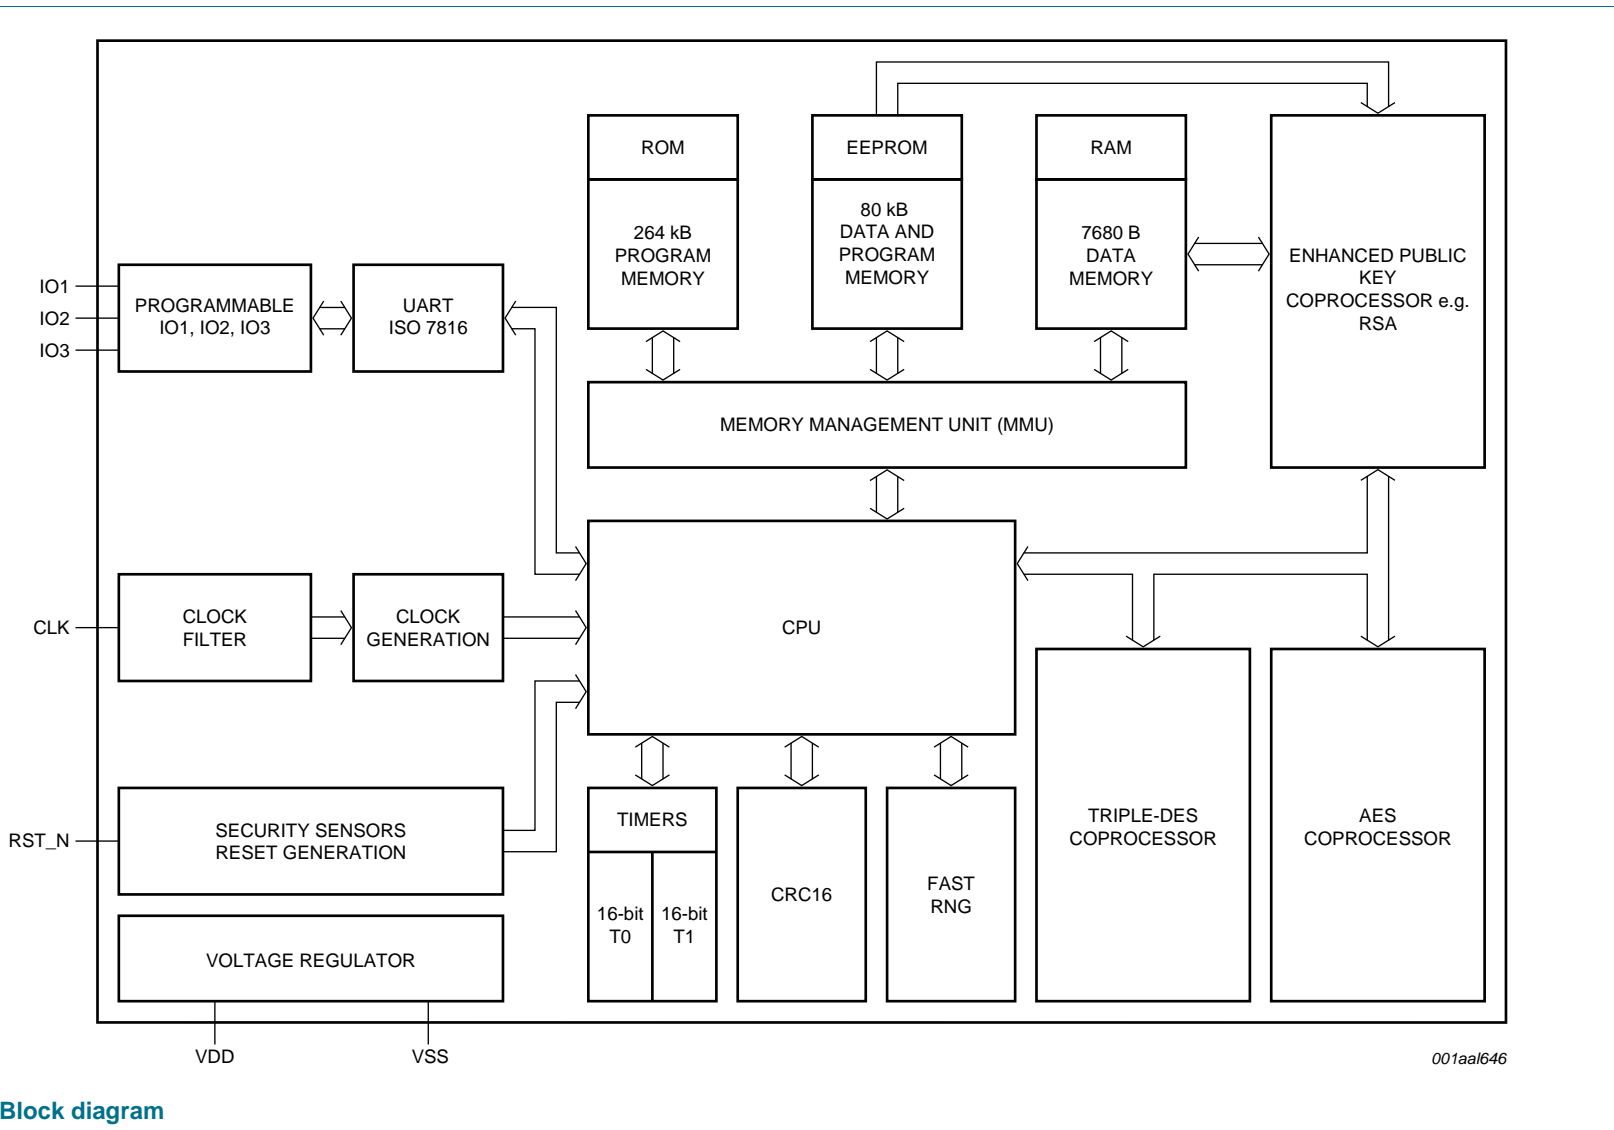 ROM
EEPROM
RAM
264 kB
PROGRAM
MEMORY
80 kB
DATA AND
PROGRAM
MEMORY
7680 B
DATA
MEMORY
ENHANCED PUBLIC
KEY
COPROCESSOR e.g.
RSA
IO1
IO2
IO3
PROGRAMMABLE
IO1, IO2, IO3
UART
ISO 7816
MEMORY MANAGEMENT UNIT (MMU)
CLK
CLOCK
FILTER
CLOCK
GENERATION
CPU
RST_N
SECURITY SENSORS
RESET GENERATION
TIMERS
16-bit
T0
16-bit
T1
CRC16
FAST
RNG
TRIPLE-DES
COPROCESSOR
AES
COPROCESSOR
VOLTAGE REGULATOR
VDD
VSS
001aal646
Block diagram